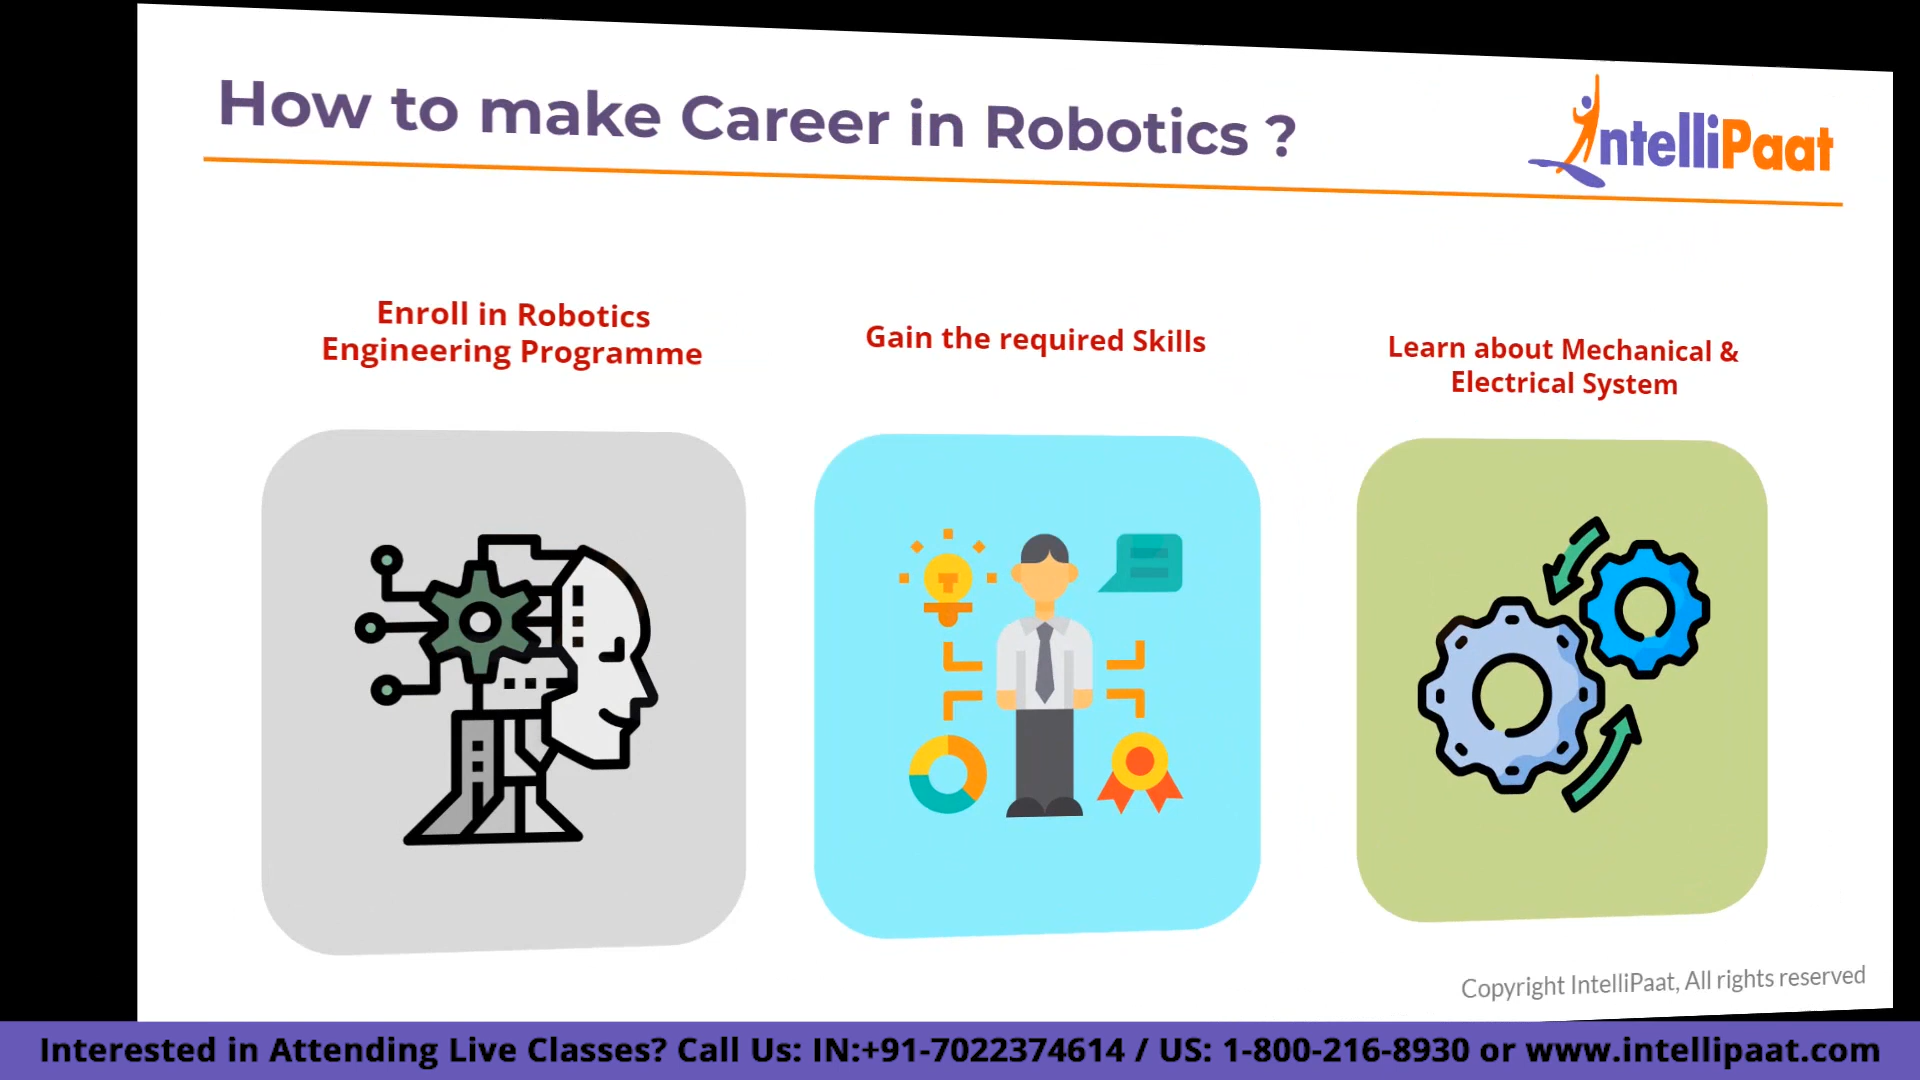 How to make Career in Robotics ?
IntelliPaat
Enroll in Robotics
Engineering Programme
Gain the required Skills
Learn about Mechanical &
Electrical System
Copyright IntelliPaat, All rights reserved
Interested in Attending Live Classes? Call Us: IN:+91-7022374614 / US: 1-800-216-8930 or www.intellipaat.com